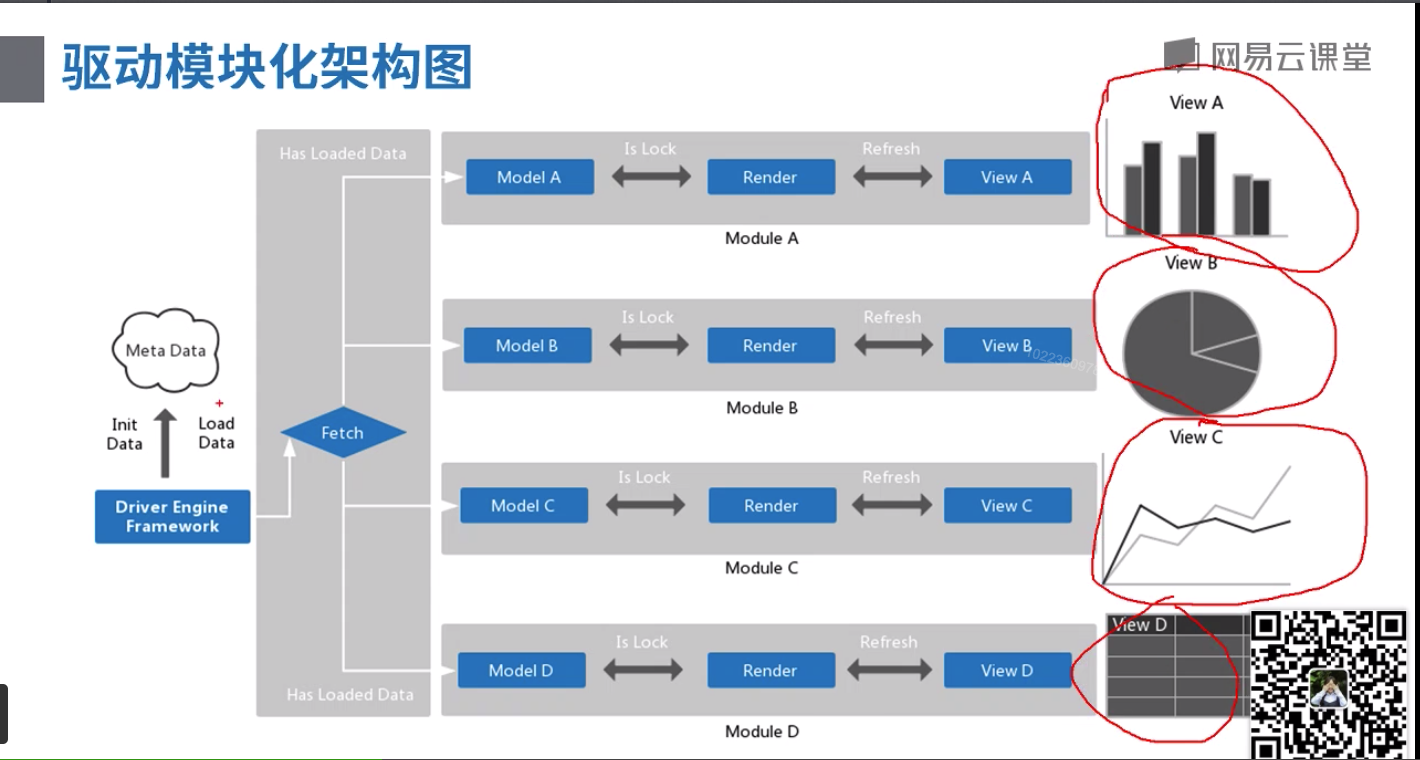 驱动模块化架构图
网易云课堂
View A
Has Loaded Data
Is Lock
Refresh
Model A
Render
View A
Module A
View B
Is Lock
Refresh
Model B
Render
View B
Module B
Meta Data
Init
Data
Load
Data
Fetch
Driver Engine
Framework
View C
Is Lock
Refresh
Model C
Render
View C
Module C
View D
Is Lock
Refresh
Model D
Render
View D
Has Loaded Data
Module D